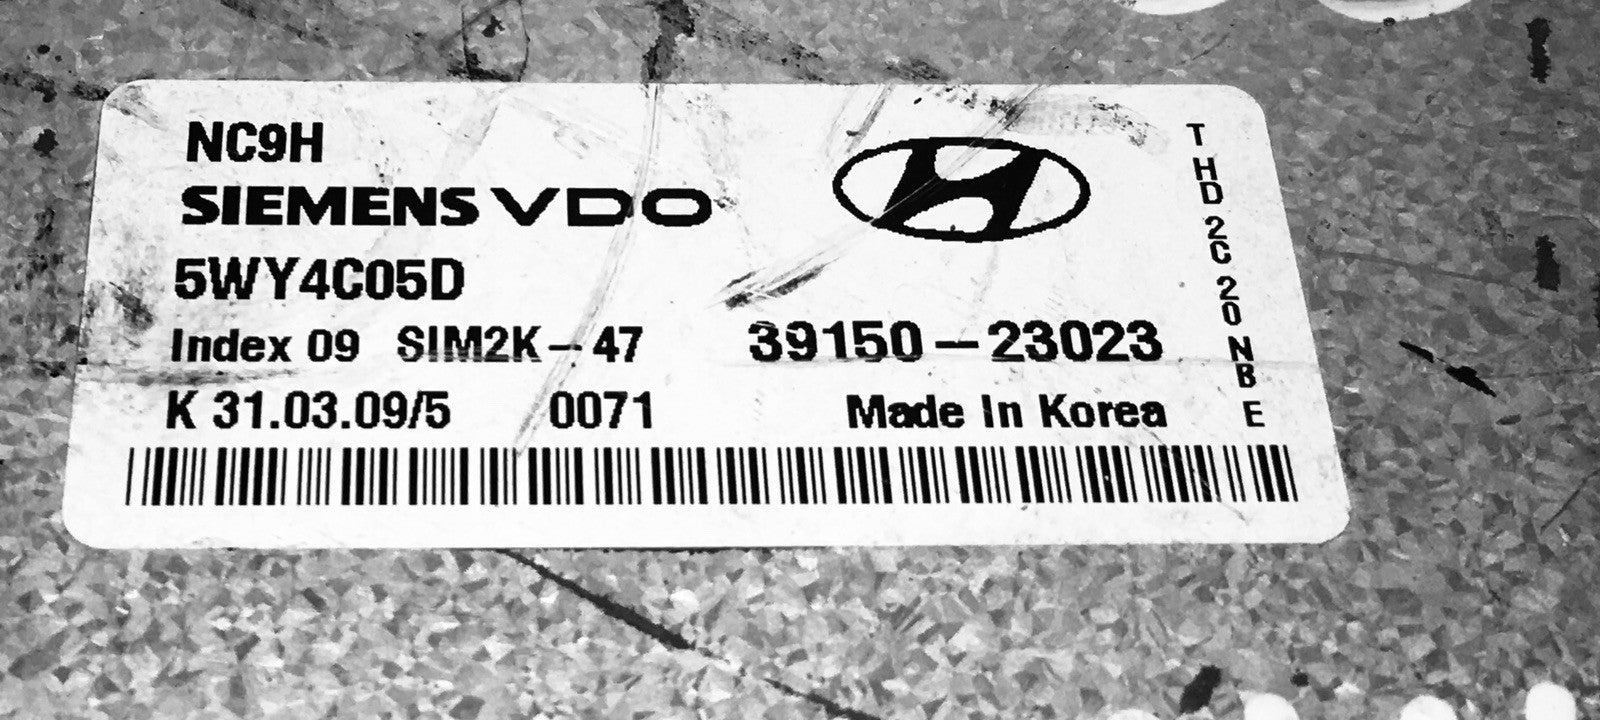 NC9H
SIEMENS VDO
5WY4C05D
Index 09 SIM2K-47 39150-23023
K 31.03.09/5 0071 Made In Korea
T HD 2C 20 NB E